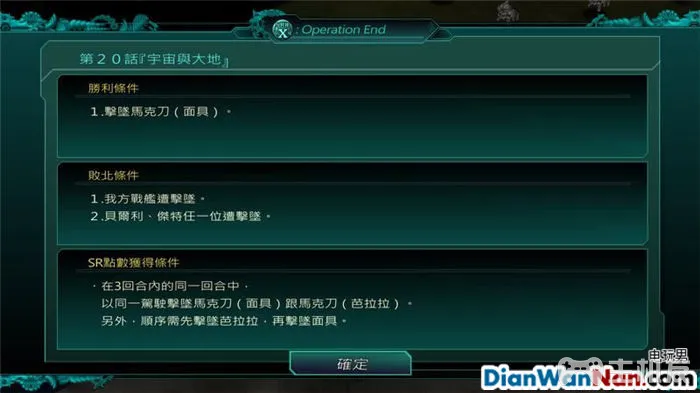 : Operation End
第２０話『宇宙與大地』
勝利條件
１.擊墜馬克刀（面具）。
敗北條件
１.我方戰艦遭擊墜。
２.貝爾利、傑特任一位遭擊墜。
SR點數獲得條件
．在3回合內的同一回合中，
以同一駕駛擊墜馬克刀（面具）跟馬克刀（芭拉拉）。
另外，順序需先擊墜芭拉拉，再擊墜面具。
確定
电玩男
DianWanNan.com